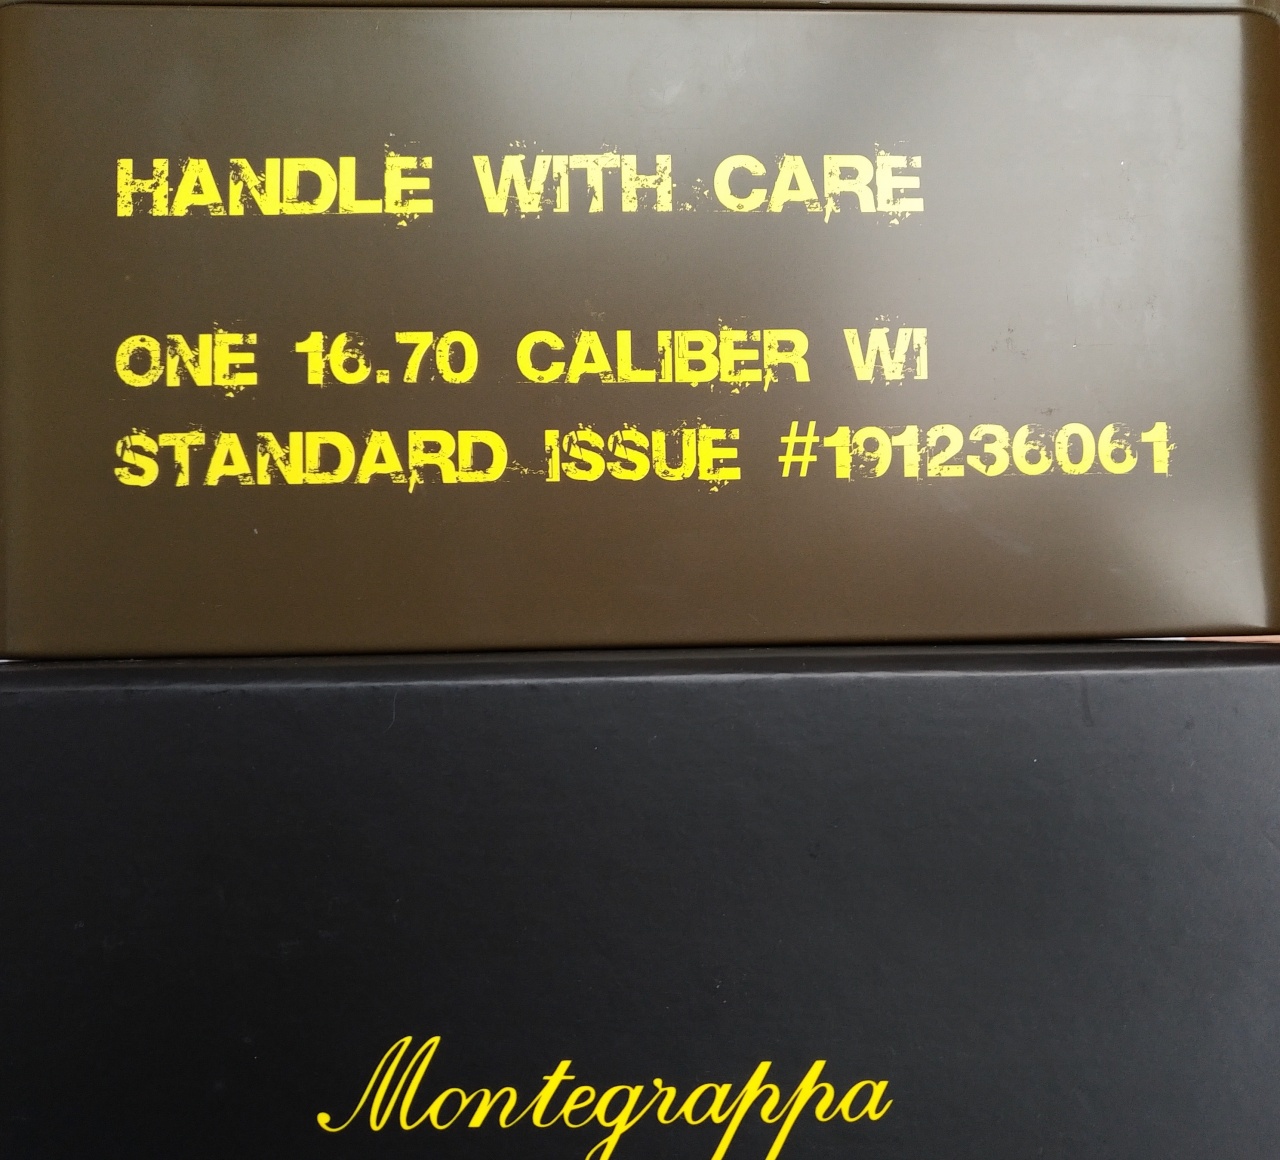 HANDLE WITH CARE
ONE 16.70 CALIBER WI
STANDARD ISSUE #191236061
Montegrappa